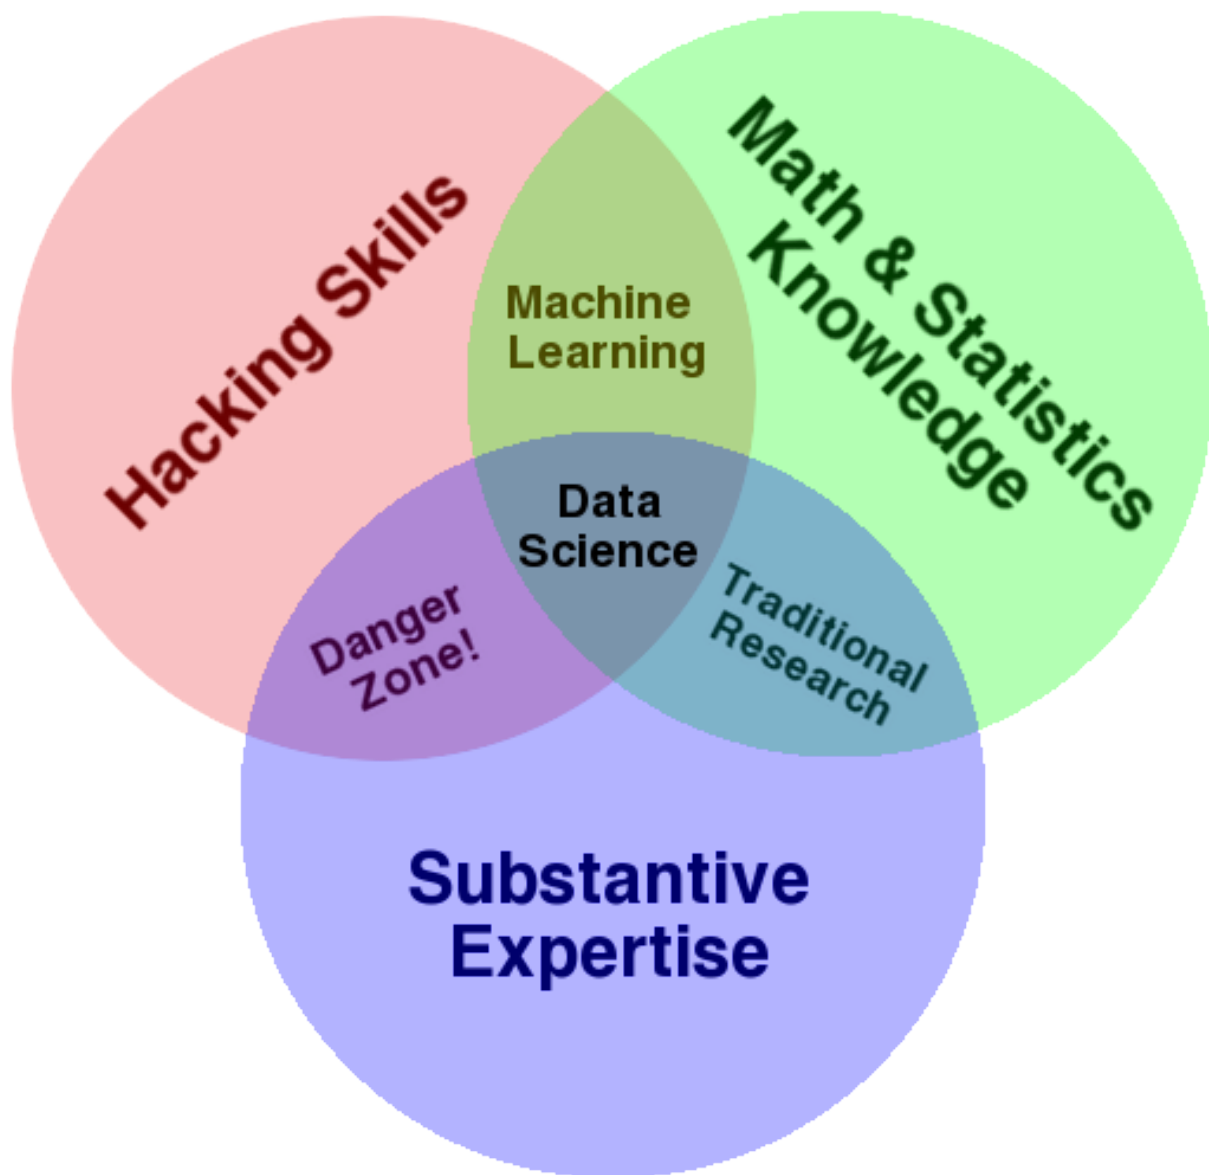 Hacking Skills
Math & Statistics
Knowledge
Machine
Learning
Data
Science
Danger
Zone!
Traditional
Research
Substantive
Expertise